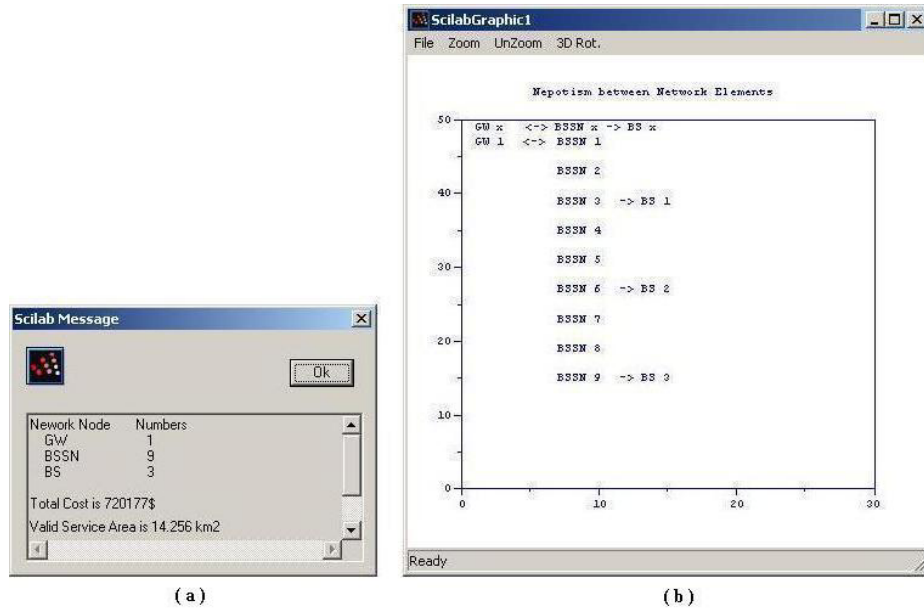 Scilab Message
Ok
Nework Node Numbers
GW 1
BSSN 9
BS 3
Total Cost is 720177$
Valid Service Area is 14.256 km2
(a)
ScilabGraphic1
File Zoom UnZoom 3D Rot.
Nepotism between Network Elements
50
GW x <-> BSSN x -> BS x
GW 1 <-> BSSN 1
BSSN 2
40
BSSN 3 -> BS 1
BSSN 4
BSSN 5
30
BSSN 6 -> BS 2
BSSN 7
20
BSSN 8
BSSN 9 -> BS 3
10
0
0 10 20 30
Ready
(b)